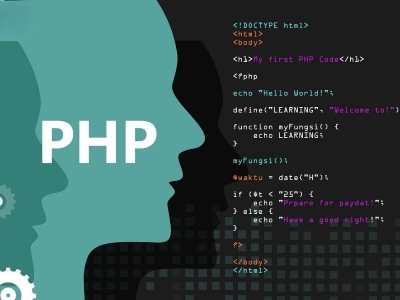 PHP
<!DOCTYPE html>
<html>
<body>
<h1>My first PHP Code</h1>
<?php
echo "Hello World!";
define("LEARNING", "Welcome to!")
function myFungsi() {
echo LEARNING;
}
myFungsi();
$waktu = date("H");
if ($t < "25") {
echo "Prpare for paydat!";
} else {
echo "Have a good night!";
}
?>
</body>
</html>